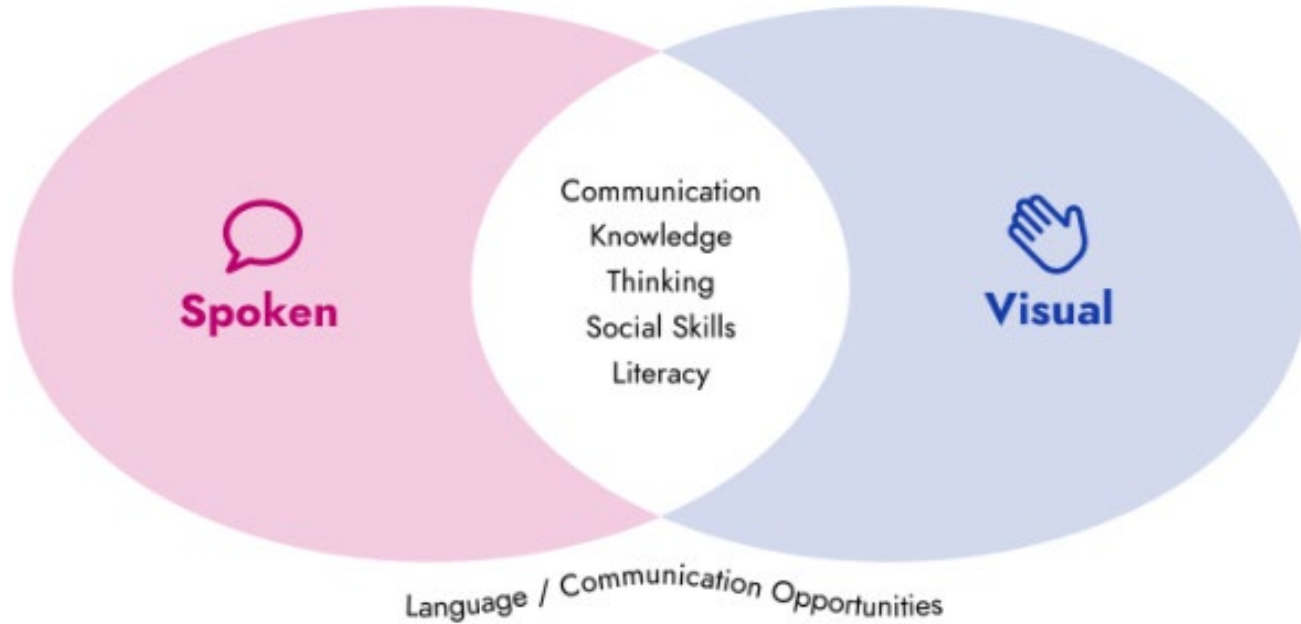 Communication
Knowledge
Thinking
Social Skills
Literacy
Spoken
Visual
Language / Communication Opportunities